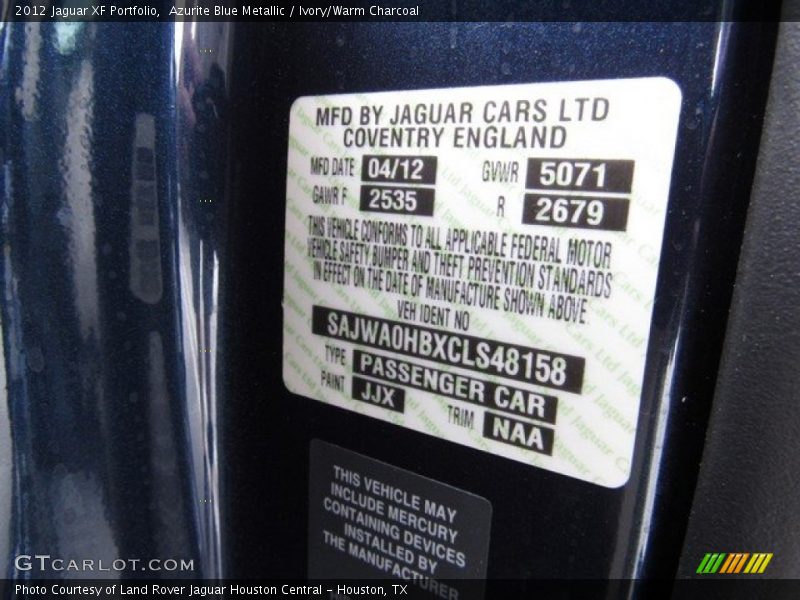 2012 Jaguar XF Portfolio, Azurite Blue Metallic / Ivory/Warm Charcoal
MFD BY JAGUAR CARS LTD
COVENTRY ENGLAND
MFD DATE 04/12 GVWR 5071
GAWR F 2535 R 2679
THIS VEHICLE CONFORMS TO ALL APPLICABLE FEDERAL MOTOR
VEHICLE SAFETY BUMPER AND THEFT PREVENTION STANDARDS
IN EFFECT ON THE DATE OF MANUFACTURE SHOWN ABOVE
VEH IDENT NO
SAJWA0HBXCLS48158
TYPE PASSENGER CAR
PAINT JJX TRIM NAA
THIS VEHICLE MAY
INCLUDE MERCURY
CONTAINING DEVICES
INSTALLED BY
THE MANUFACTURER
GTCARLOT.COM
Photo Courtesy of Land Rover Jaguar Houston Central - Houston, TX